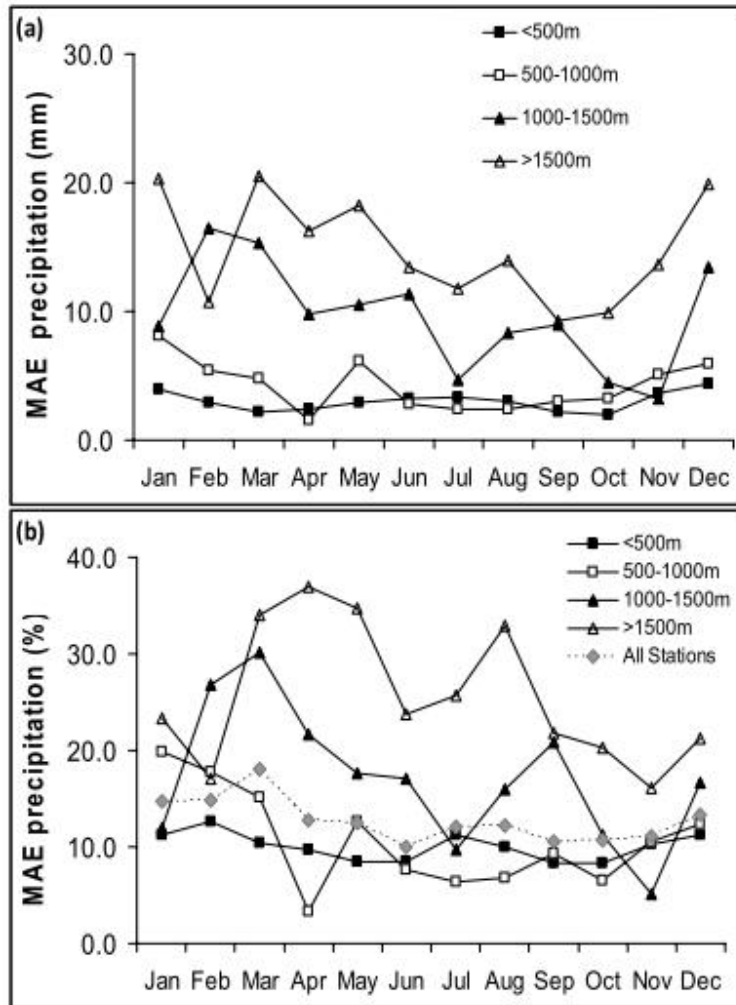 (a)
30.0
20.0
10.0
0.0
MAE precipitation (mm)
<500m
500-1000m
1000-1500m
>1500m
Jan Feb Mar Apr May Jun Jul Aug Sep Oct Nov Dec
(b)
40.0
30.0
20.0
10.0
0.0
MAE precipitation (%)
<500m
500-1000m
1000-1500m
>1500m
All Stations
Jan Feb Mar Apr May Jun Jul Aug Sep Oct Nov Dec